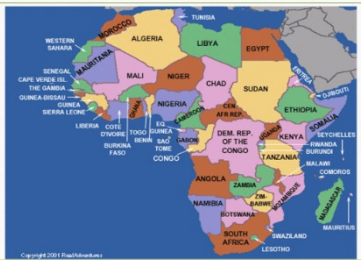 TUNISIA
MOROCCO
ALGERIA
LIBYA
EGYPT
WESTERN
SAHARA
MAURITANIA
MALI
NIGER
CHAD
SUDAN
ERITREA
DJIBOUTI
SENEGAL
CAPE VERDE ISL.
THE GAMBIA
GUINEA-BISSAU
GUINEA
SIERRA LEONE
LIBERIA
COTE
D'IVOIRE
BURKINA
FASO
GHANA
TOGO
BENIN
NIGERIA
CAMEROON
EQ.
GUINEA
SAO
TOME
GABON
CONGO
CEN
AFR REP.
ETHIOPIA
SOMALIA
DEM. REP.
OF THE
CONGO
UGANDA
KENYA
RWANDA
BURUNDI
TANZANIA
SEYCHELLES
MALAWI
COMOROS
ANGOLA
ZAMBIA
ZIM-
BABWE
MOZAMBIQUE
MADAGASCAR
MAURITIUS
NAMIBIA
BOTSWANA
SWAZILAND
SOUTH
AFRICA
LESOTHO
Copyright 2001 RoadAdventures